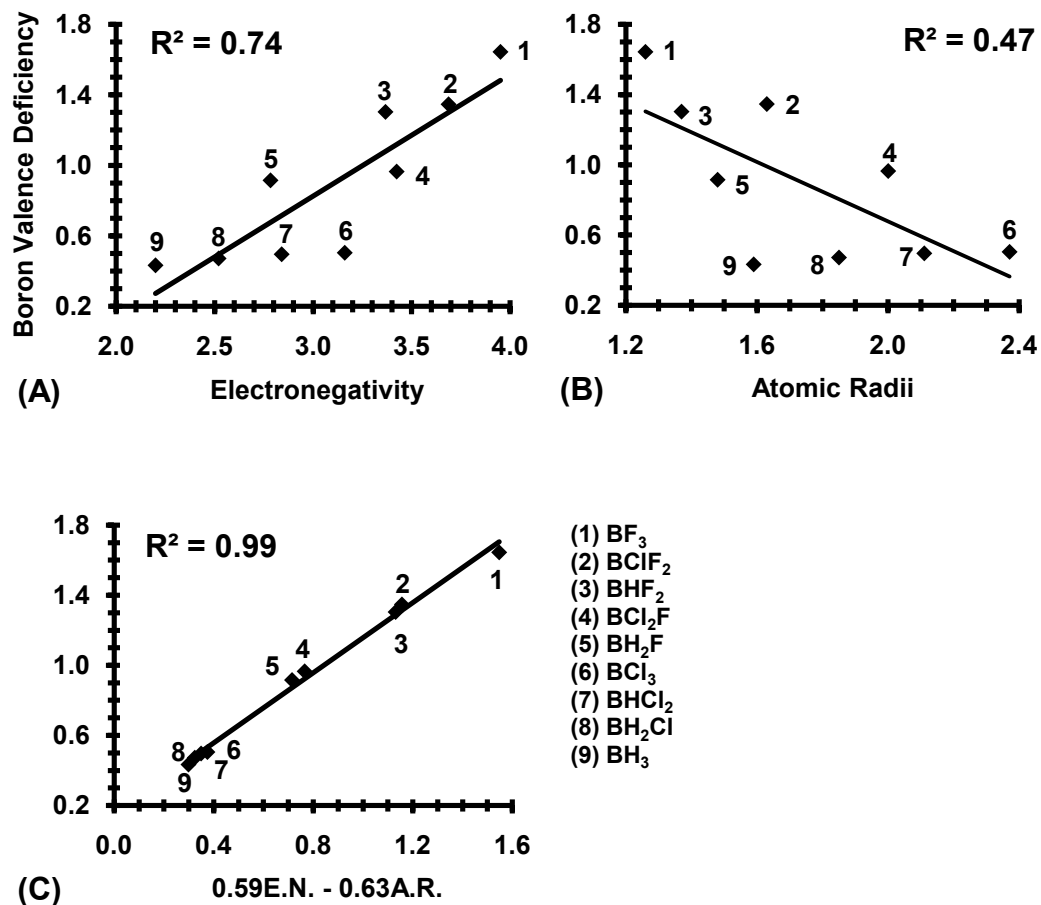 Boron Valence Deficiency
R² = 0.74
1.8
1.4
1.0
0.6
0.2
1
2
3
4
5
6
7
8
9
2.0
2.5
3.0
3.5
4.0
(A)
Electronegativity
R² = 0.47
1.8
1.4
1.0
0.6
0.2
1
2
3
4
5
6
7
8
9
1.2
1.6
2.0
2.4
(B)
Atomic Radii
R² = 0.99
1.8
1.4
1.0
0.6
0.2
1
2
3
4
5
6
7
8
9
0.0
0.4
0.8
1.2
1.6
(C)
0.59E.N. - 0.63A.R.
(1) BF₃
(2) BClF₂
(3) BHF₂
(4) BCl₂F
(5) BH₂F
(6) BCl₃
(7) BHCl₂
(8) BH₂Cl
(9) BH₃